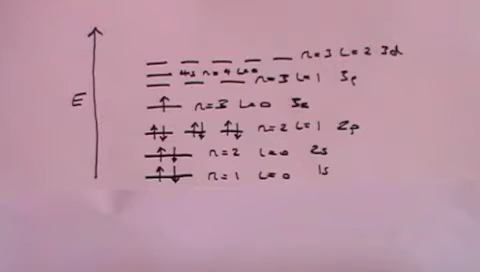 n=3 L=2 3d
4s n=4 L=0
n=3 L=1 3p
E
n=3 L=0 3s
n=2 L=1 2p
n=2 L=0 2s
n=1 L=0 1s